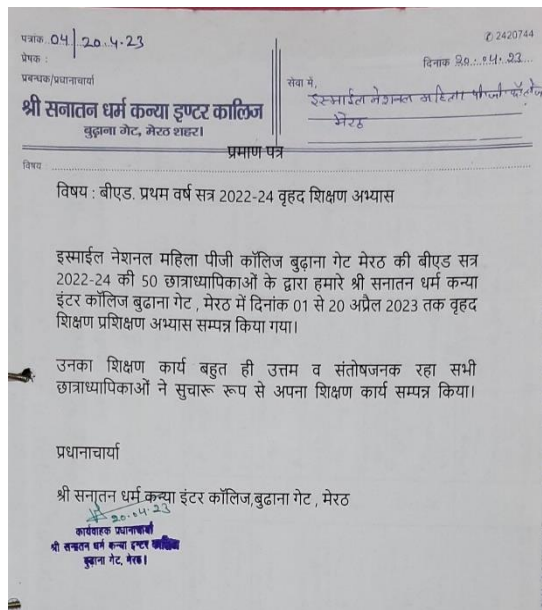 पत्रांक 04/20.4.23
✆ 2420744
प्रेषक :
दिनांक 20.04.23
प्रबन्धक/प्रधानाचार्या
सेवा में,
श्री सनातन धर्म कन्या इण्टर कालिज
इस्माईल नेशनल महिला पी०जी० कॉलेज
बुढ़ाना गेट, मेरठ शहर।
मेरठ
प्रमाण पत्र
विषय
विषय : बीएड. प्रथम वर्ष सत्र 2022-24 वृहद शिक्षण अभ्यास
इस्माईल नेशनल महिला पीजी कॉलिज बुढ़ाना गेट मेरठ की बीएड सत्र
2022-24 की 50 छात्राध्यापिकाओं के द्वारा हमारे श्री सनातन धर्म कन्या
इंटर कॉलिज बुढाना गेट , मेरठ में दिनांक 01 से 20 अप्रैल 2023 तक वृहद
शिक्षण प्रशिक्षण अभ्यास सम्पन्न किया गया।
उनका शिक्षण कार्य बहुत ही उत्तम व संतोषजनक रहा सभी
छात्राध्यापिकाओं ने सुचारू रूप से अपना शिक्षण कार्य सम्पन्न किया।
प्रधानाचार्या
श्री सनातन धर्म कन्या इंटर कॉलिज,बुढाना गेट , मेरठ
20.04.23
कार्यवाहक प्रधानाचार्या
श्री सनातन धर्म कन्या इन्टर कालिज
बुढ़ाना गेट, मेरठ।